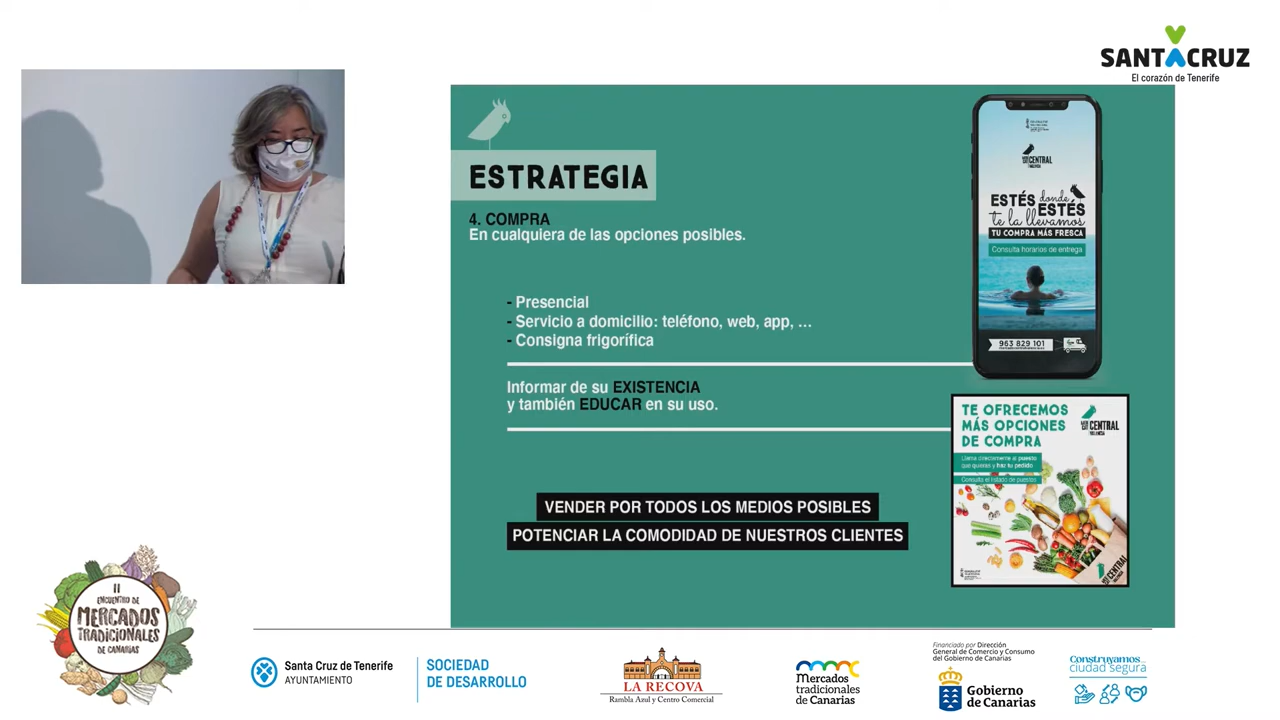 SANTACRUZ
El corazón de Tenerife
ESTRATEGIA
4. COMPRA
En cualquiera de las opciones posibles.
- Presencial
- Servicio a domicilio: teléfono, web, app, ...
- Consigna frigorífica
Informar de su EXISTENCIA
y también EDUCAR en su uso.
VENDER POR TODOS LOS MEDIOS POSIBLES
POTENCIAR LA COMODIDAD DE NUESTROS CLIENTES
CENTRAL
ESTÉS donde
ESTÉS
te la llevamos
TU COMPRA MÁS FRESCA
Consulta horarios de entrega
963 829 101
TE OFRECEMOS
MÁS OPCIONES
DE COMPRA
CENTRAL
Llama directamente al puesto
que quieras y haz tu pedido
Consulta el listado de puestos
CENTRAL
II
ENCUENTRO DE
MERCADOS
TRADICIONALES
DE CANARIAS
Santa Cruz de Tenerife
AYUNTAMIENTO
SOCIEDAD
DE DESARROLLO
LA RECOVA
Rambla Azul y Centro Comercial
Mercados
tradicionales
de Canarias
Financiado por Dirección
General de Comercio y Consumo
del Gobierno de Canarias
Gobierno
de Canarias
Construyamos...
ciudad segura